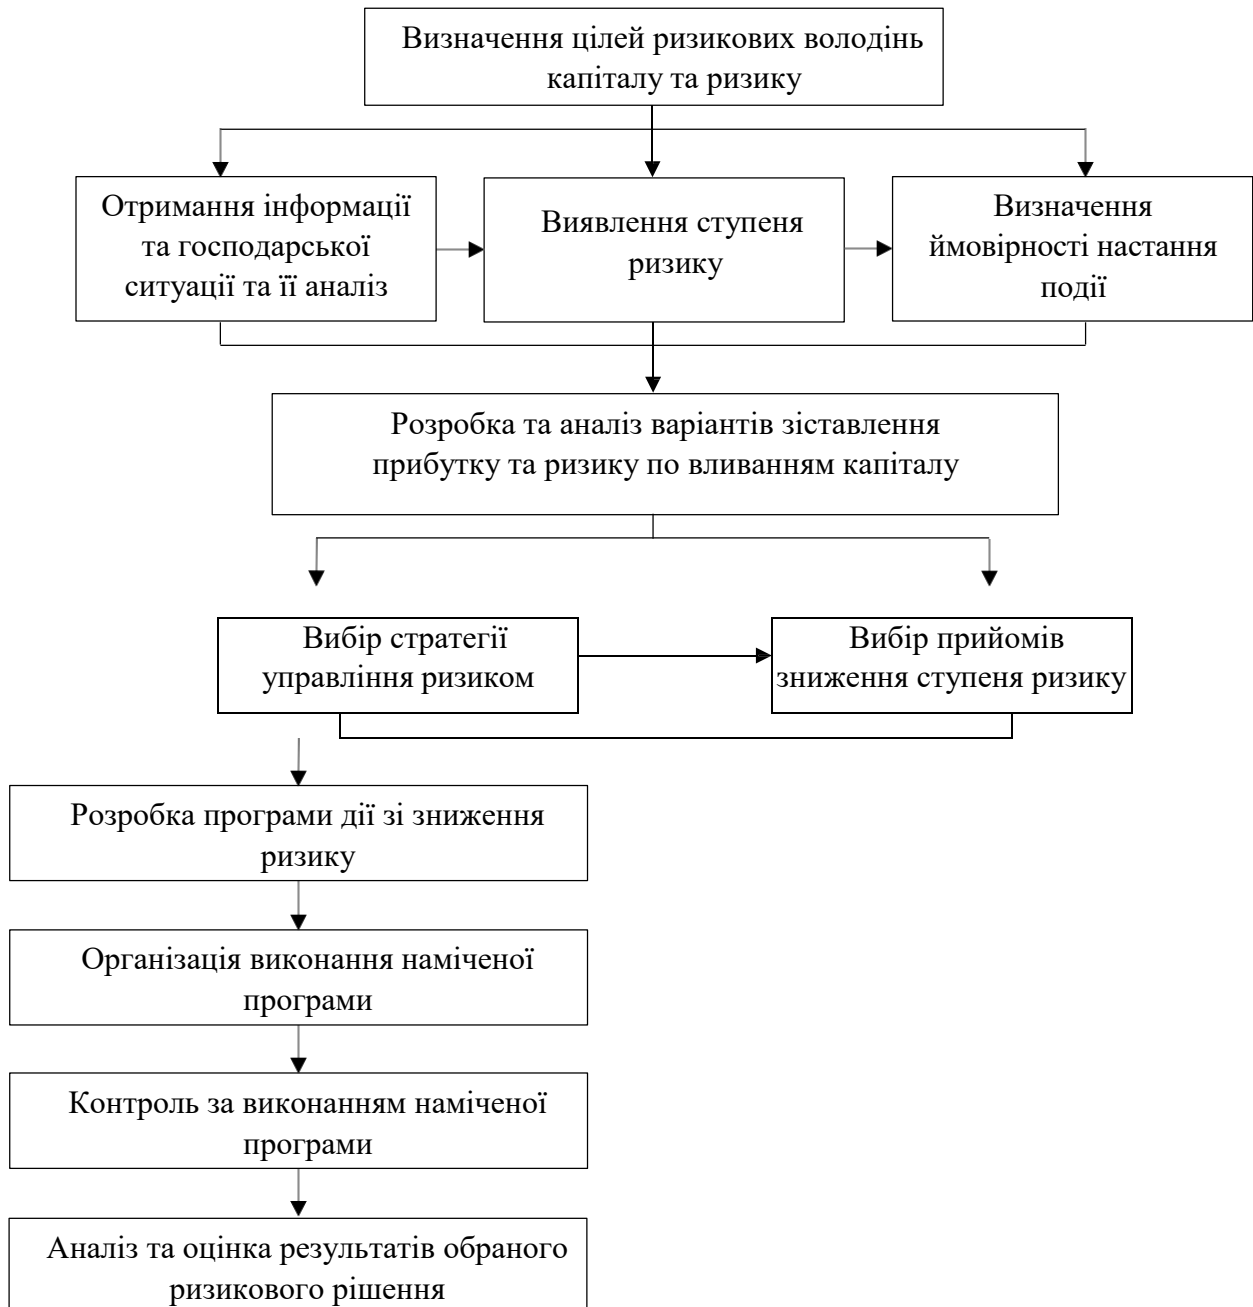 Визначення цілей ризикових володінь
капіталу та ризику
Отримання інформації
та господарської
ситуації та її аналіз
Виявлення ступеня
ризику
Визначення
ймовірності настання
події
Розробка та аналіз варіантів зіставлення
прибутку та ризику по вливанням капіталу
Вибір стратегії
управління ризиком
Вибір прийомів
зниження ступеня ризику
Розробка програми дії зі зниження
ризику
Організація виконання наміченої
програми
Контроль за виконанням наміченої
програми
Аналіз та оцінка результатів обраного
ризикового рішення